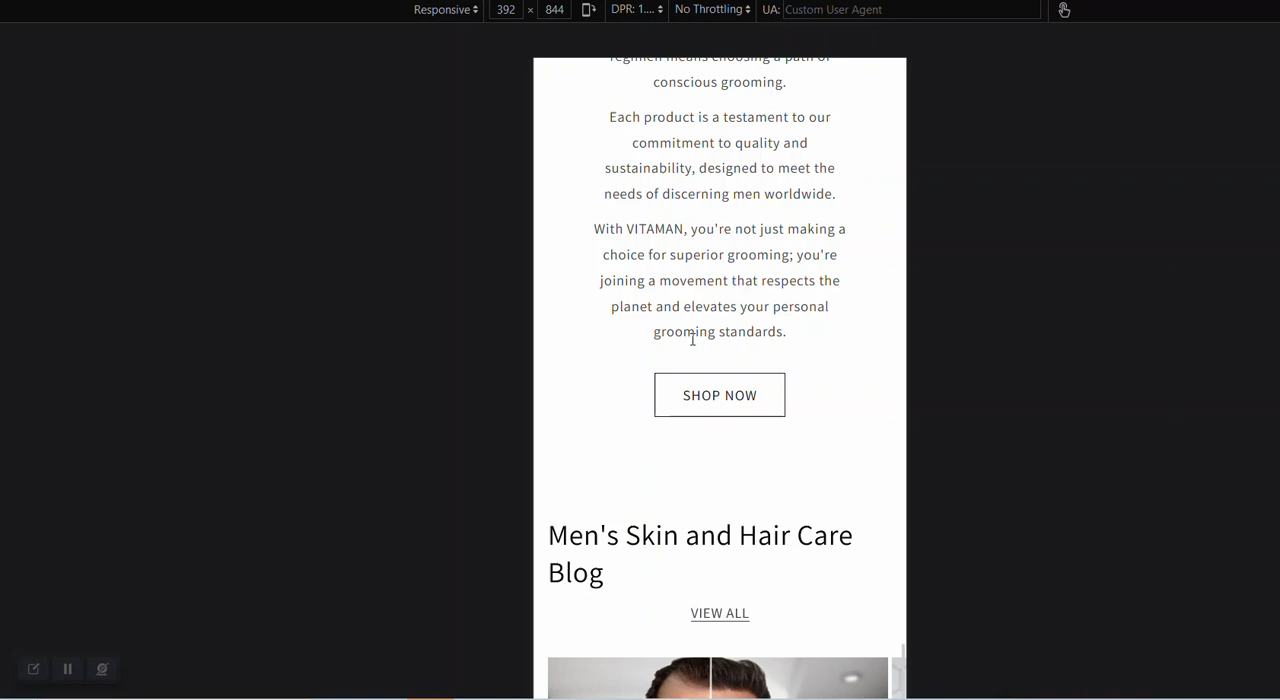 Responsive 392 × 844 DPR: 1.... No Throttling UA: Custom User Agent
regimen means choosing a path of
conscious grooming.
Each product is a testament to our
commitment to quality and
sustainability, designed to meet the
needs of discerning men worldwide.
With VITAMAN, you're not just making a
choice for superior grooming; you're
joining a movement that respects the
planet and elevates your personal
grooming standards.
SHOP NOW
Men's Skin and Hair Care
Blog
VIEW ALL